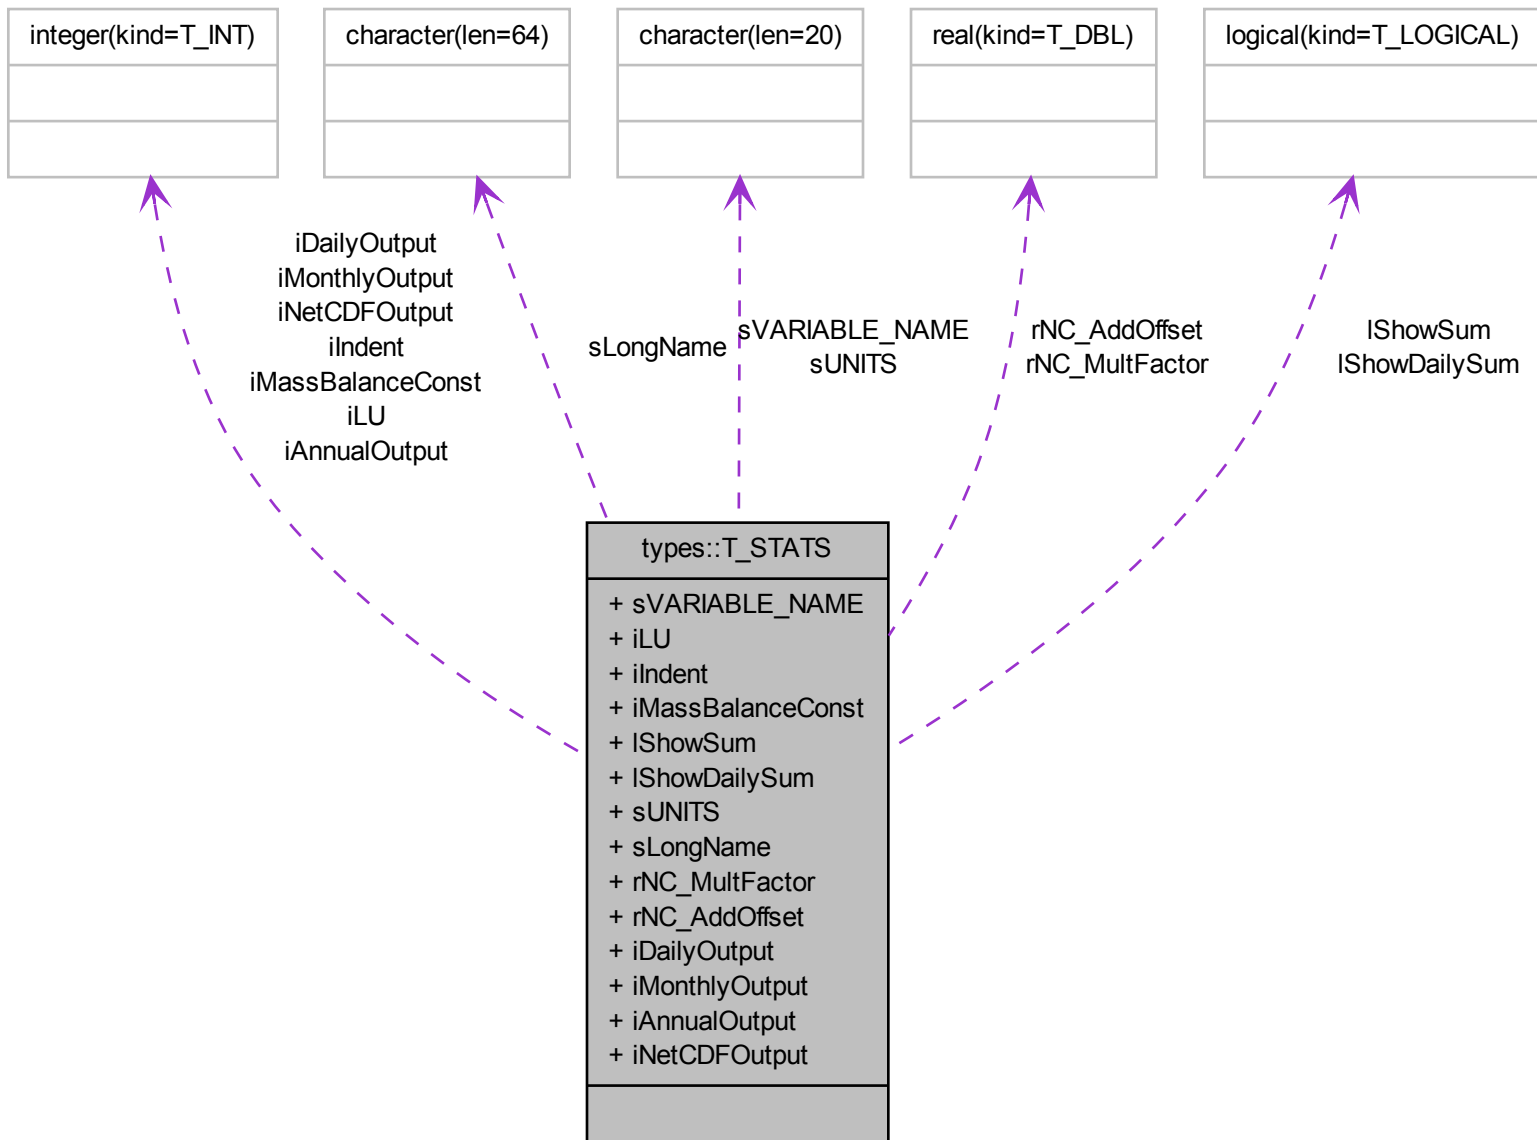 integer(kind=T_INT)
character(len=64)
character(len=20)
real(kind=T_DBL)
logical(kind=T_LOGICAL)
iDailyOutput
iMonthlyOutput
iNetCDFOutput
iIndent
iMassBalanceConst
iLU
iAnnualOutput
sLongName
sVARIABLE_NAME
sUNITS
rNC_AddOffset
rNC_MultFactor
lShowSum
lShowDailySum
types::T_STATS
+ sVARIABLE_NAME
+ iLU
+ iIndent
+ iMassBalanceConst
+ lShowSum
+ lShowDailySum
+ sUNITS
+ sLongName
+ rNC_MultFactor
+ rNC_AddOffset
+ iDailyOutput
+ iMonthlyOutput
+ iAnnualOutput
+ iNetCDFOutput